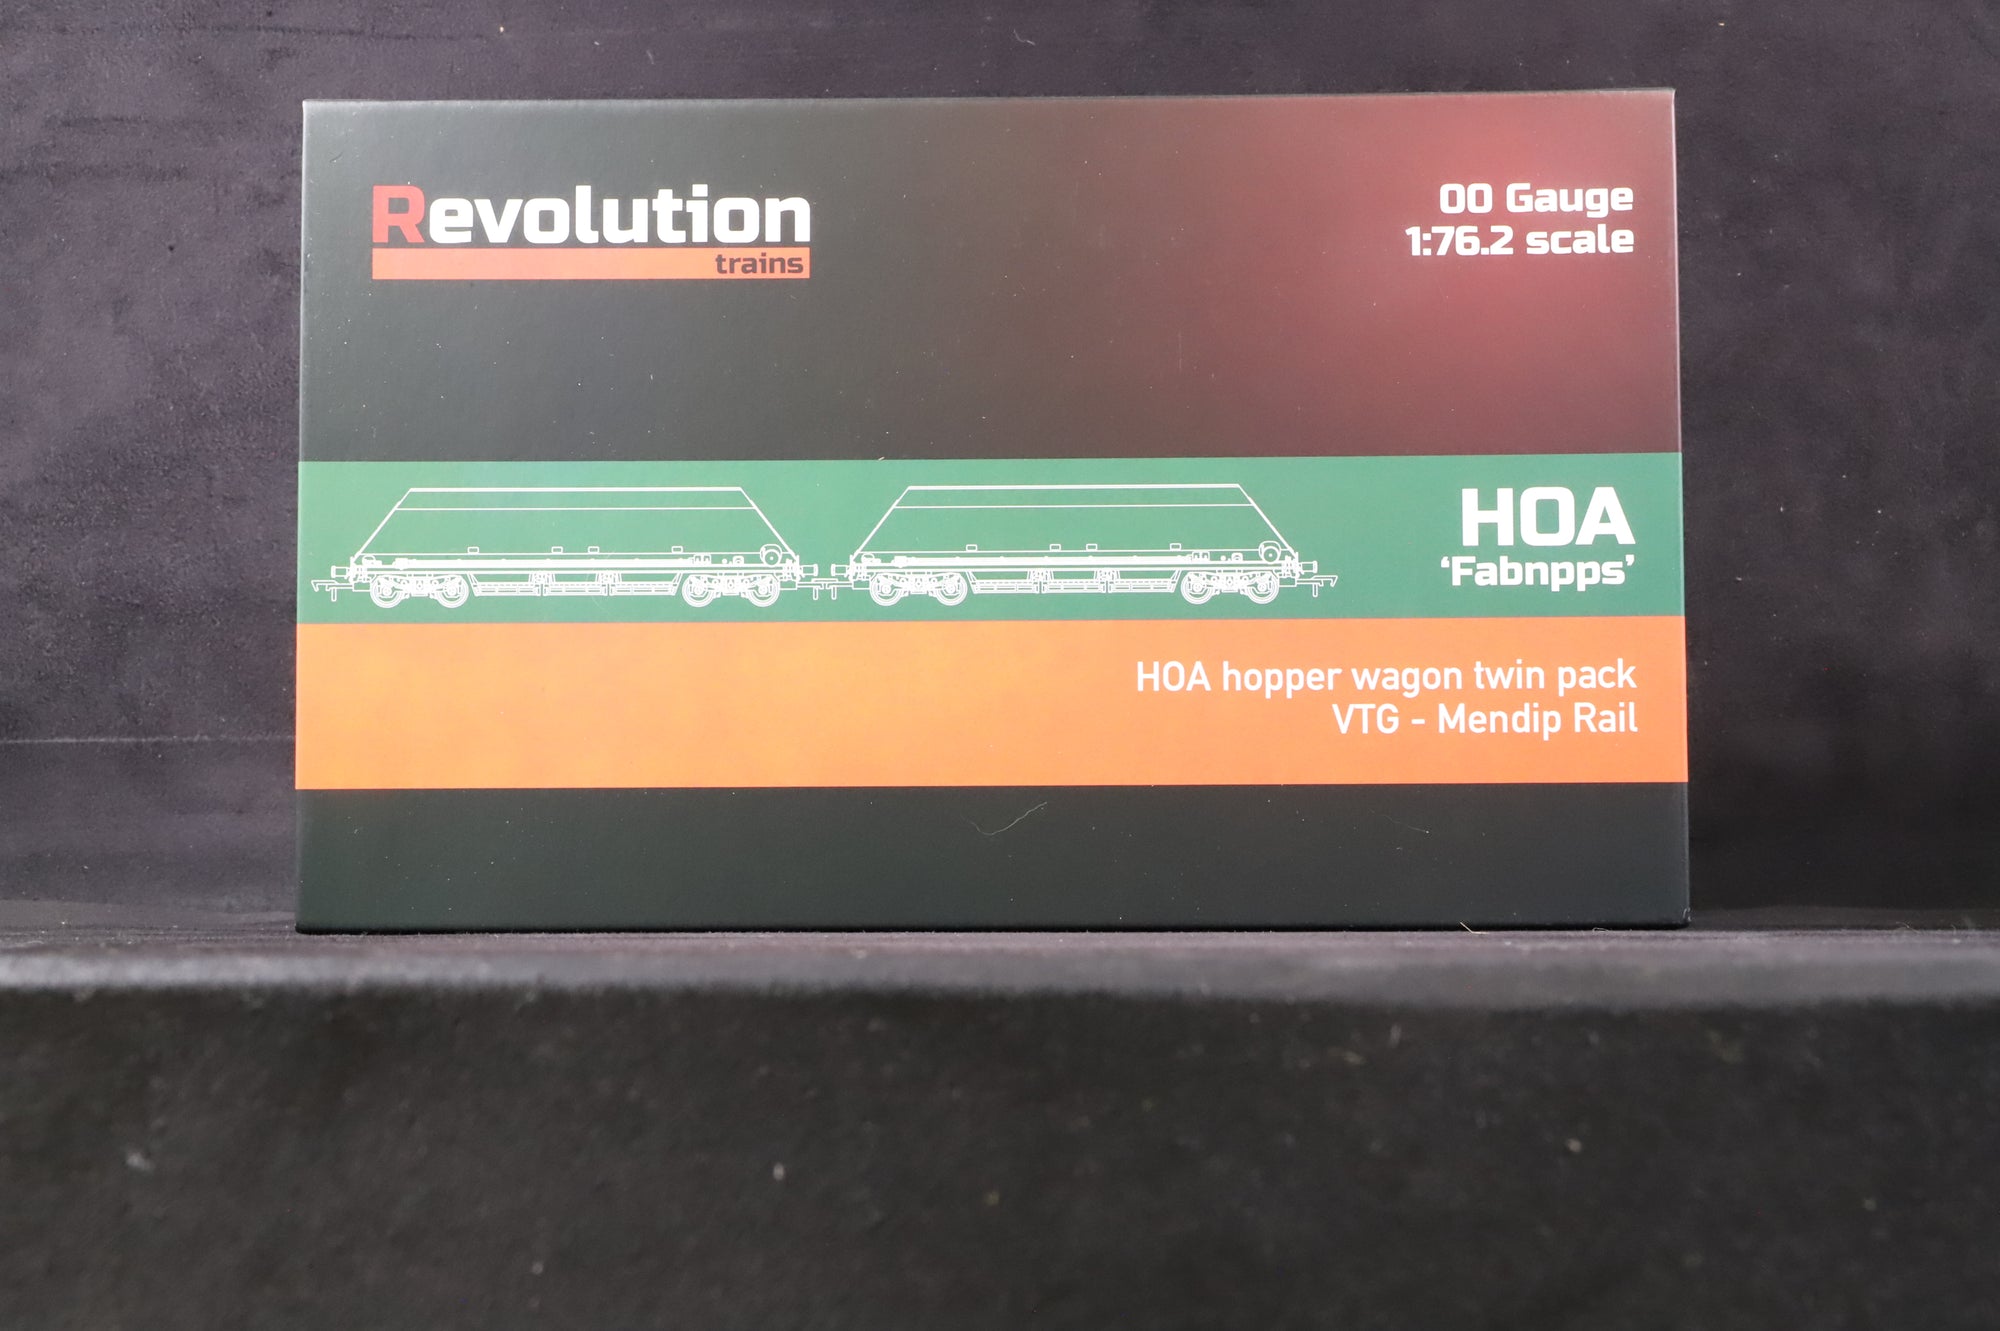 Revolution
trains
00 Gauge
1:76.2 scale
HOA
‘Fabnpps’
HOA hopper wagon twin pack
VTG - Mendip Rail